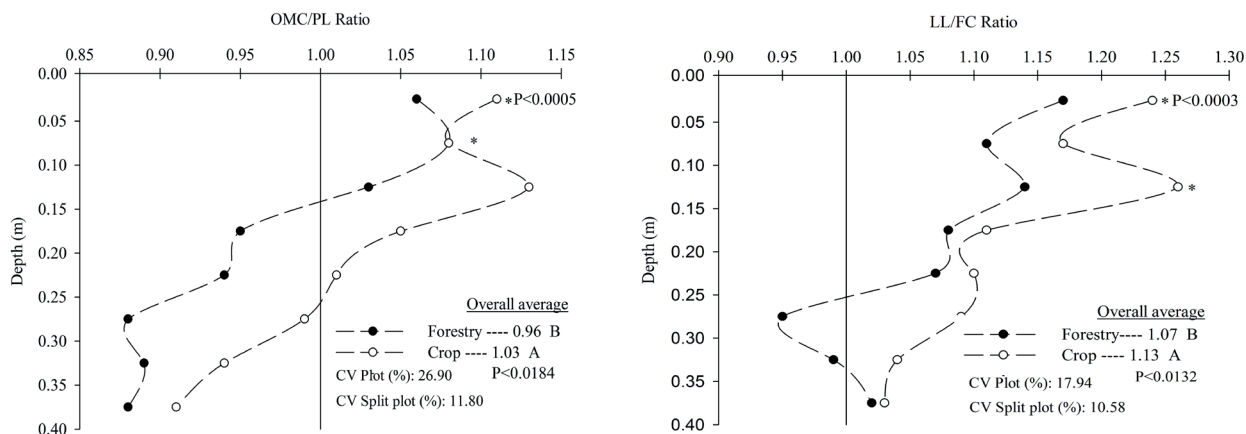 OMC/PL Ratio
0.85 0.90 0.95 1.00 1.05 1.10 1.15
0.00
0.05
0.10
0.15
0.20
0.25
0.30
0.35
0.40
Depth (m)
*P<0.0005
*
Overall average
Forestry ---- 0.96 B
Crop ---- 1.03 A
CV Plot (%): 26.90 P<0.0184
CV Split plot (%): 11.80
LL/FC Ratio
0.90 0.95 1.00 1.05 1.10 1.15 1.20 1.25 1.30
0.00
0.05
0.10
0.15
0.20
0.25
0.30
0.35
0.40
Depth (m)
* P<0.0003
*
Overall average
Forestry---- 1.07 B
Crop ---- 1.13 A
CV Plot (%): 17.94 P<0.0132
CV Split plot (%): 10.58